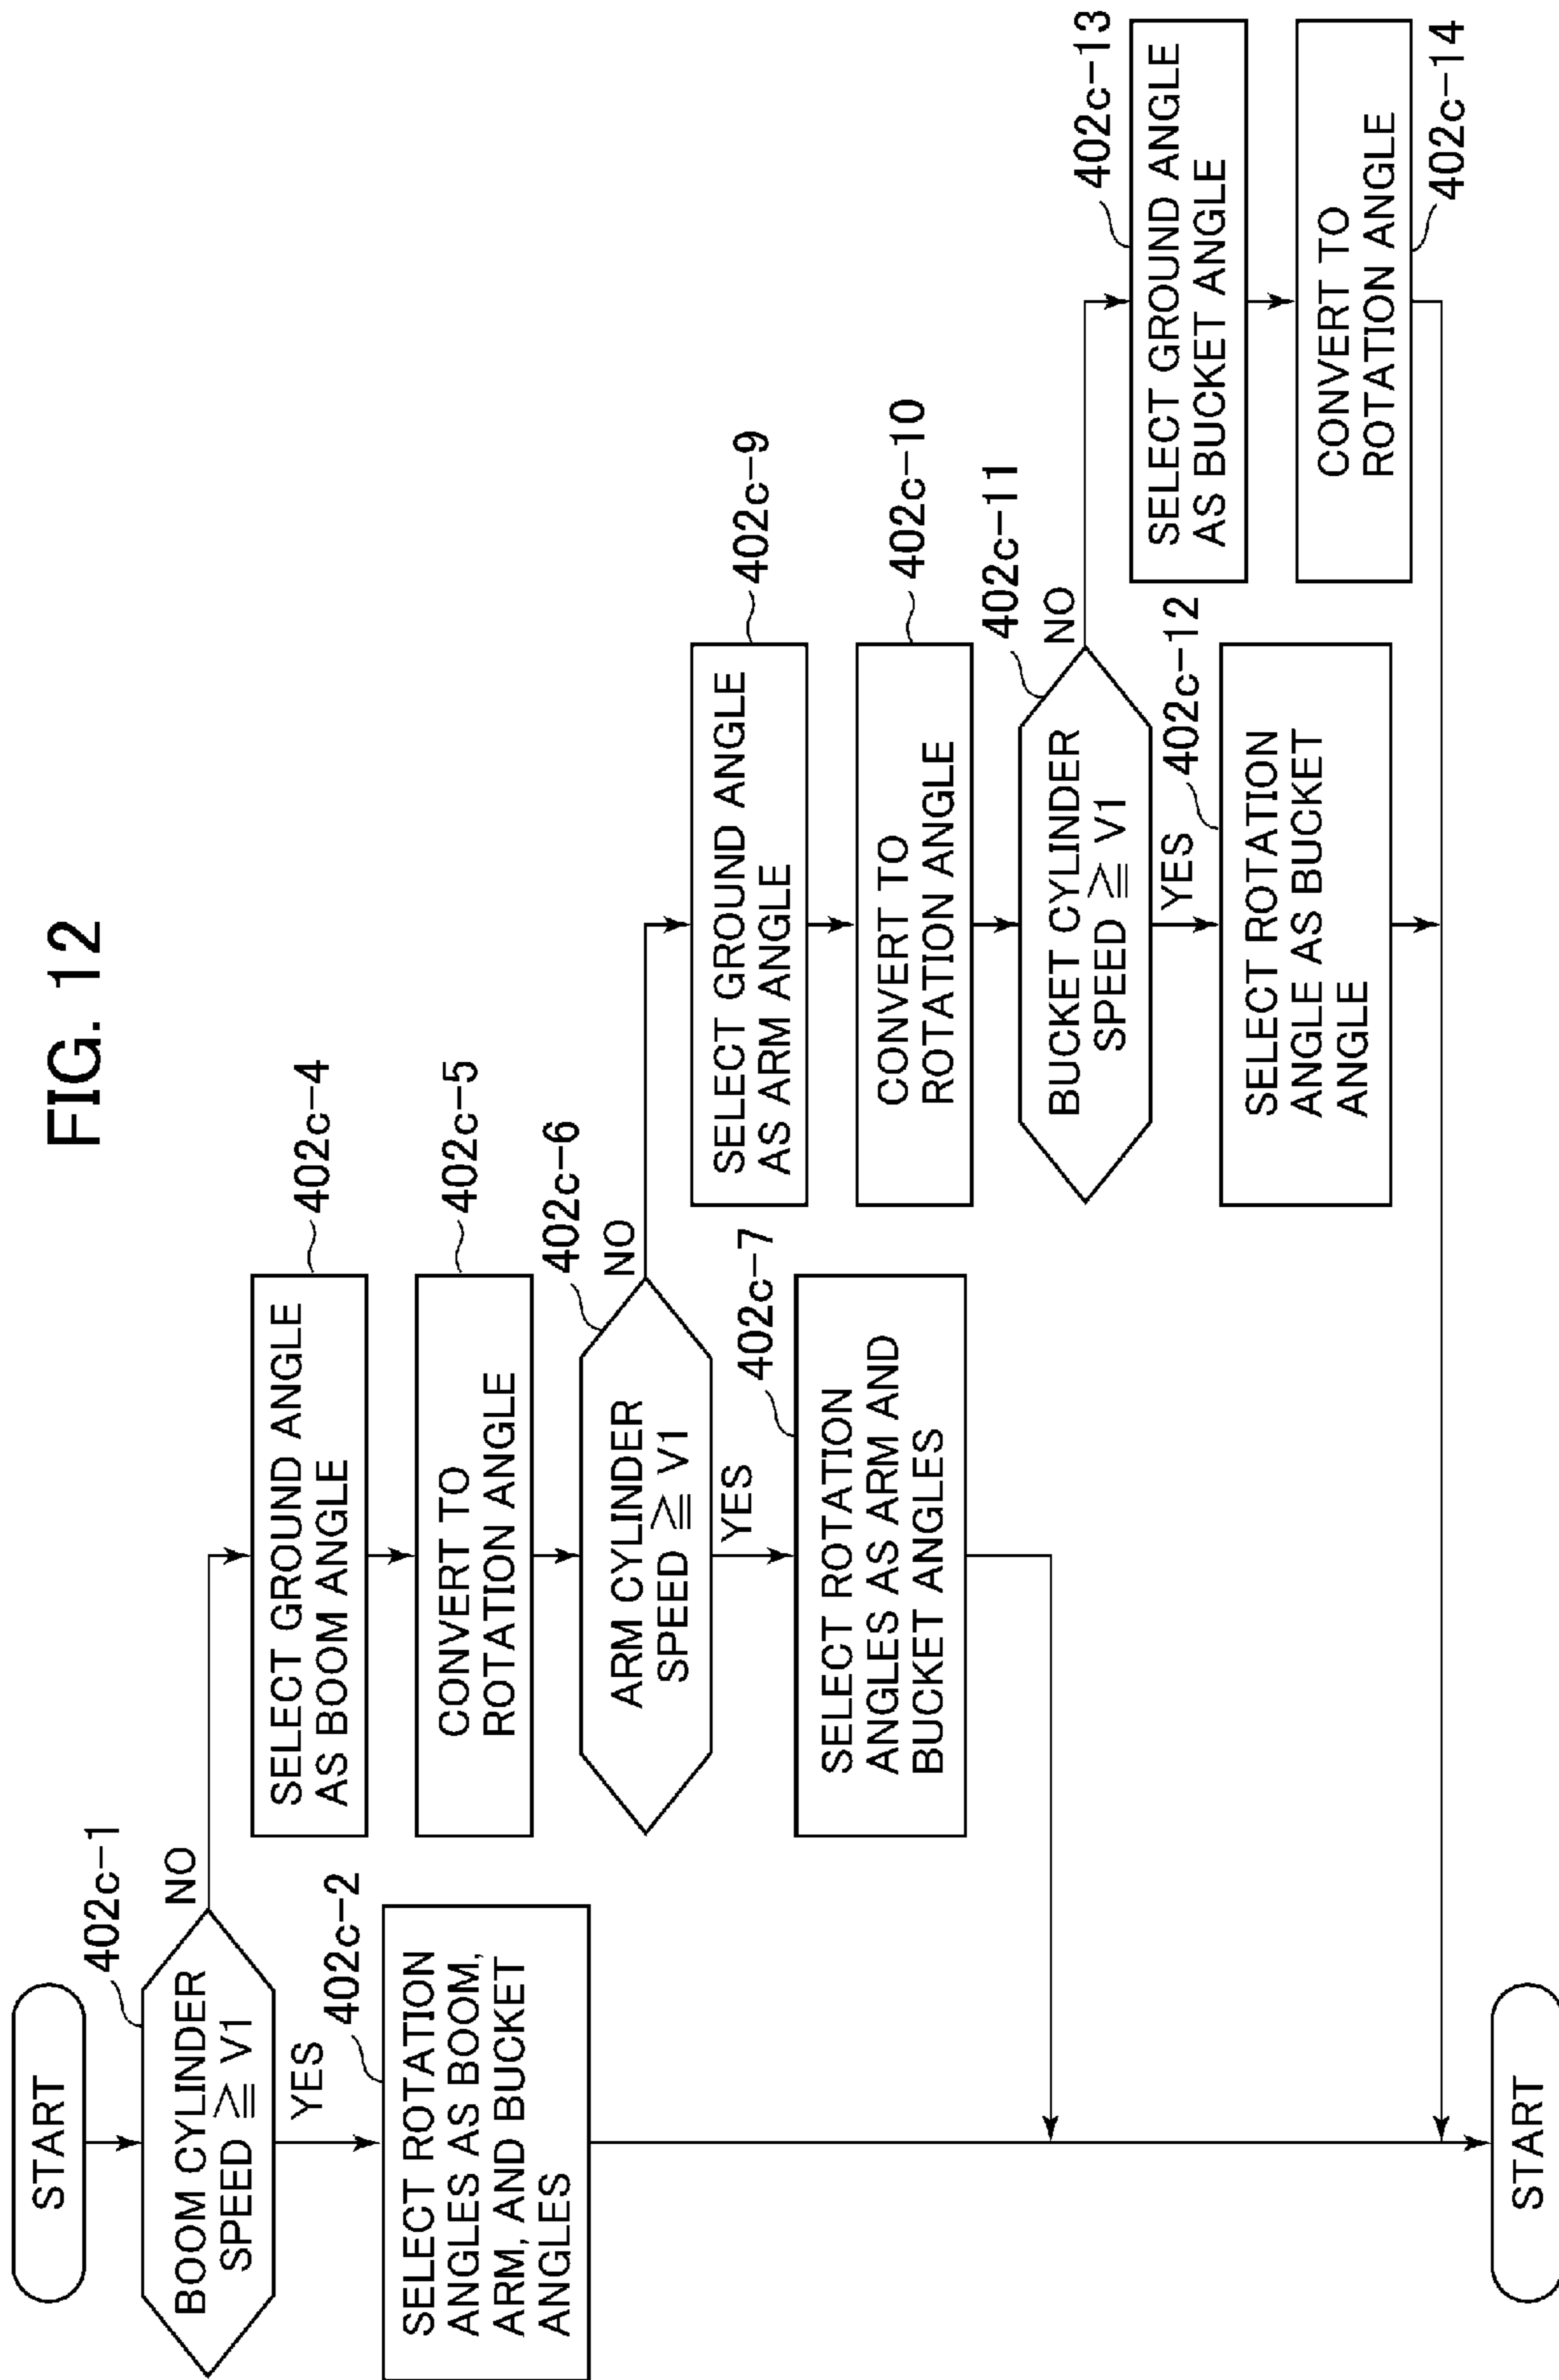 FIG. 12
START
402c-1
BOOM CYLINDER
SPEED ≧ V1
NO
YES
402c-2
SELECT ROTATION
ANGLES AS BOOM,
ARM, AND BUCKET
ANGLES
402c-4
SELECT GROUND ANGLE
AS BOOM ANGLE
402c-5
CONVERT TO
ROTATION ANGLE
402c-6
ARM CYLINDER
SPEED ≧ V1
NO
YES
402c-7
SELECT ROTATION
ANGLES AS ARM AND
BUCKET ANGLES
402c-9
SELECT GROUND ANGLE
AS ARM ANGLE
402c-10
CONVERT TO
ROTATION ANGLE
402c-11
BUCKET CYLINDER
SPEED ≧ V1
NO
YES
402c-12
SELECT ROTATION
ANGLE AS BUCKET
ANGLE
402c-13
SELECT GROUND ANGLE
AS BUCKET ANGLE
CONVERT TO
ROTATION ANGLE
402c-14
START